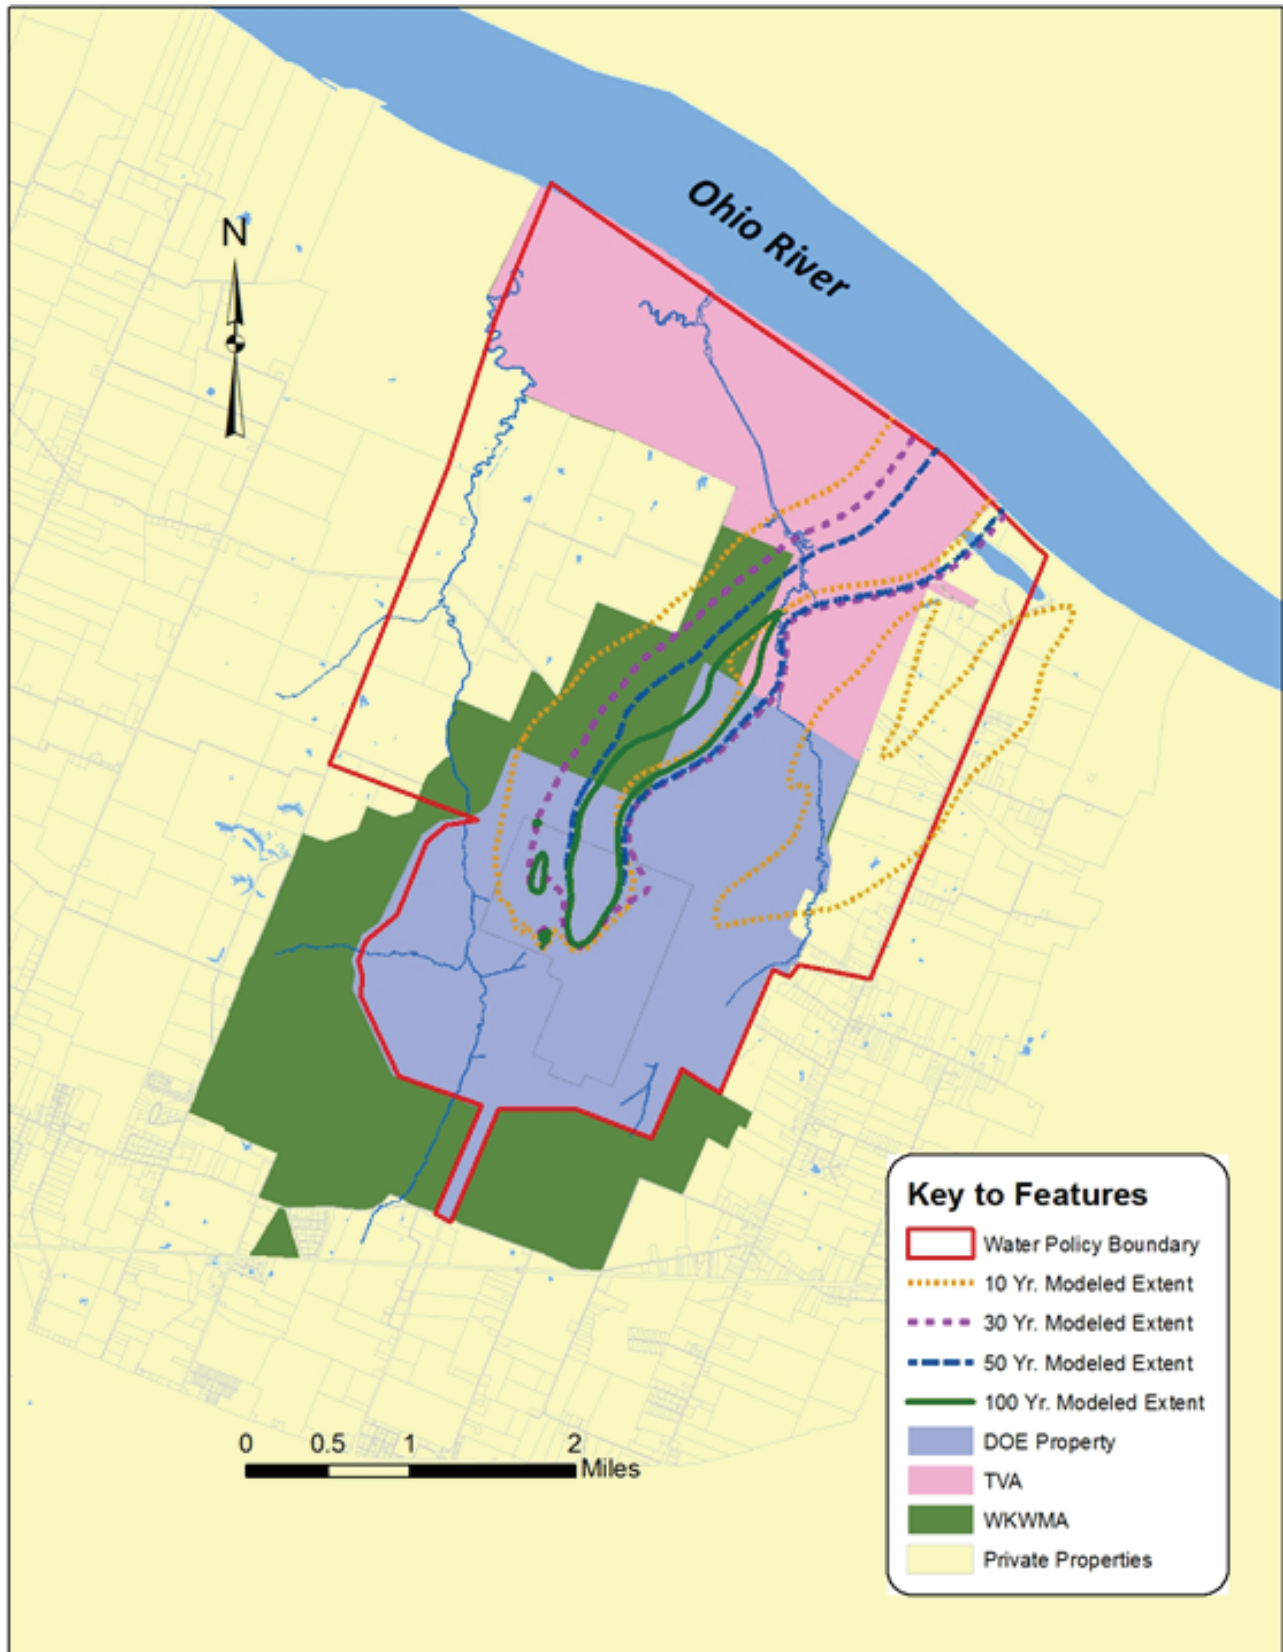 Ohio River
N
Key to Features
Water Policy Boundary
10 Yr. Modeled Extent
30 Yr. Modeled Extent
50 Yr. Modeled Extent
100 Yr. Modeled Extent
DOE Property
TVA
WKWMA
Private Properties
0 0.5 1 2
Miles